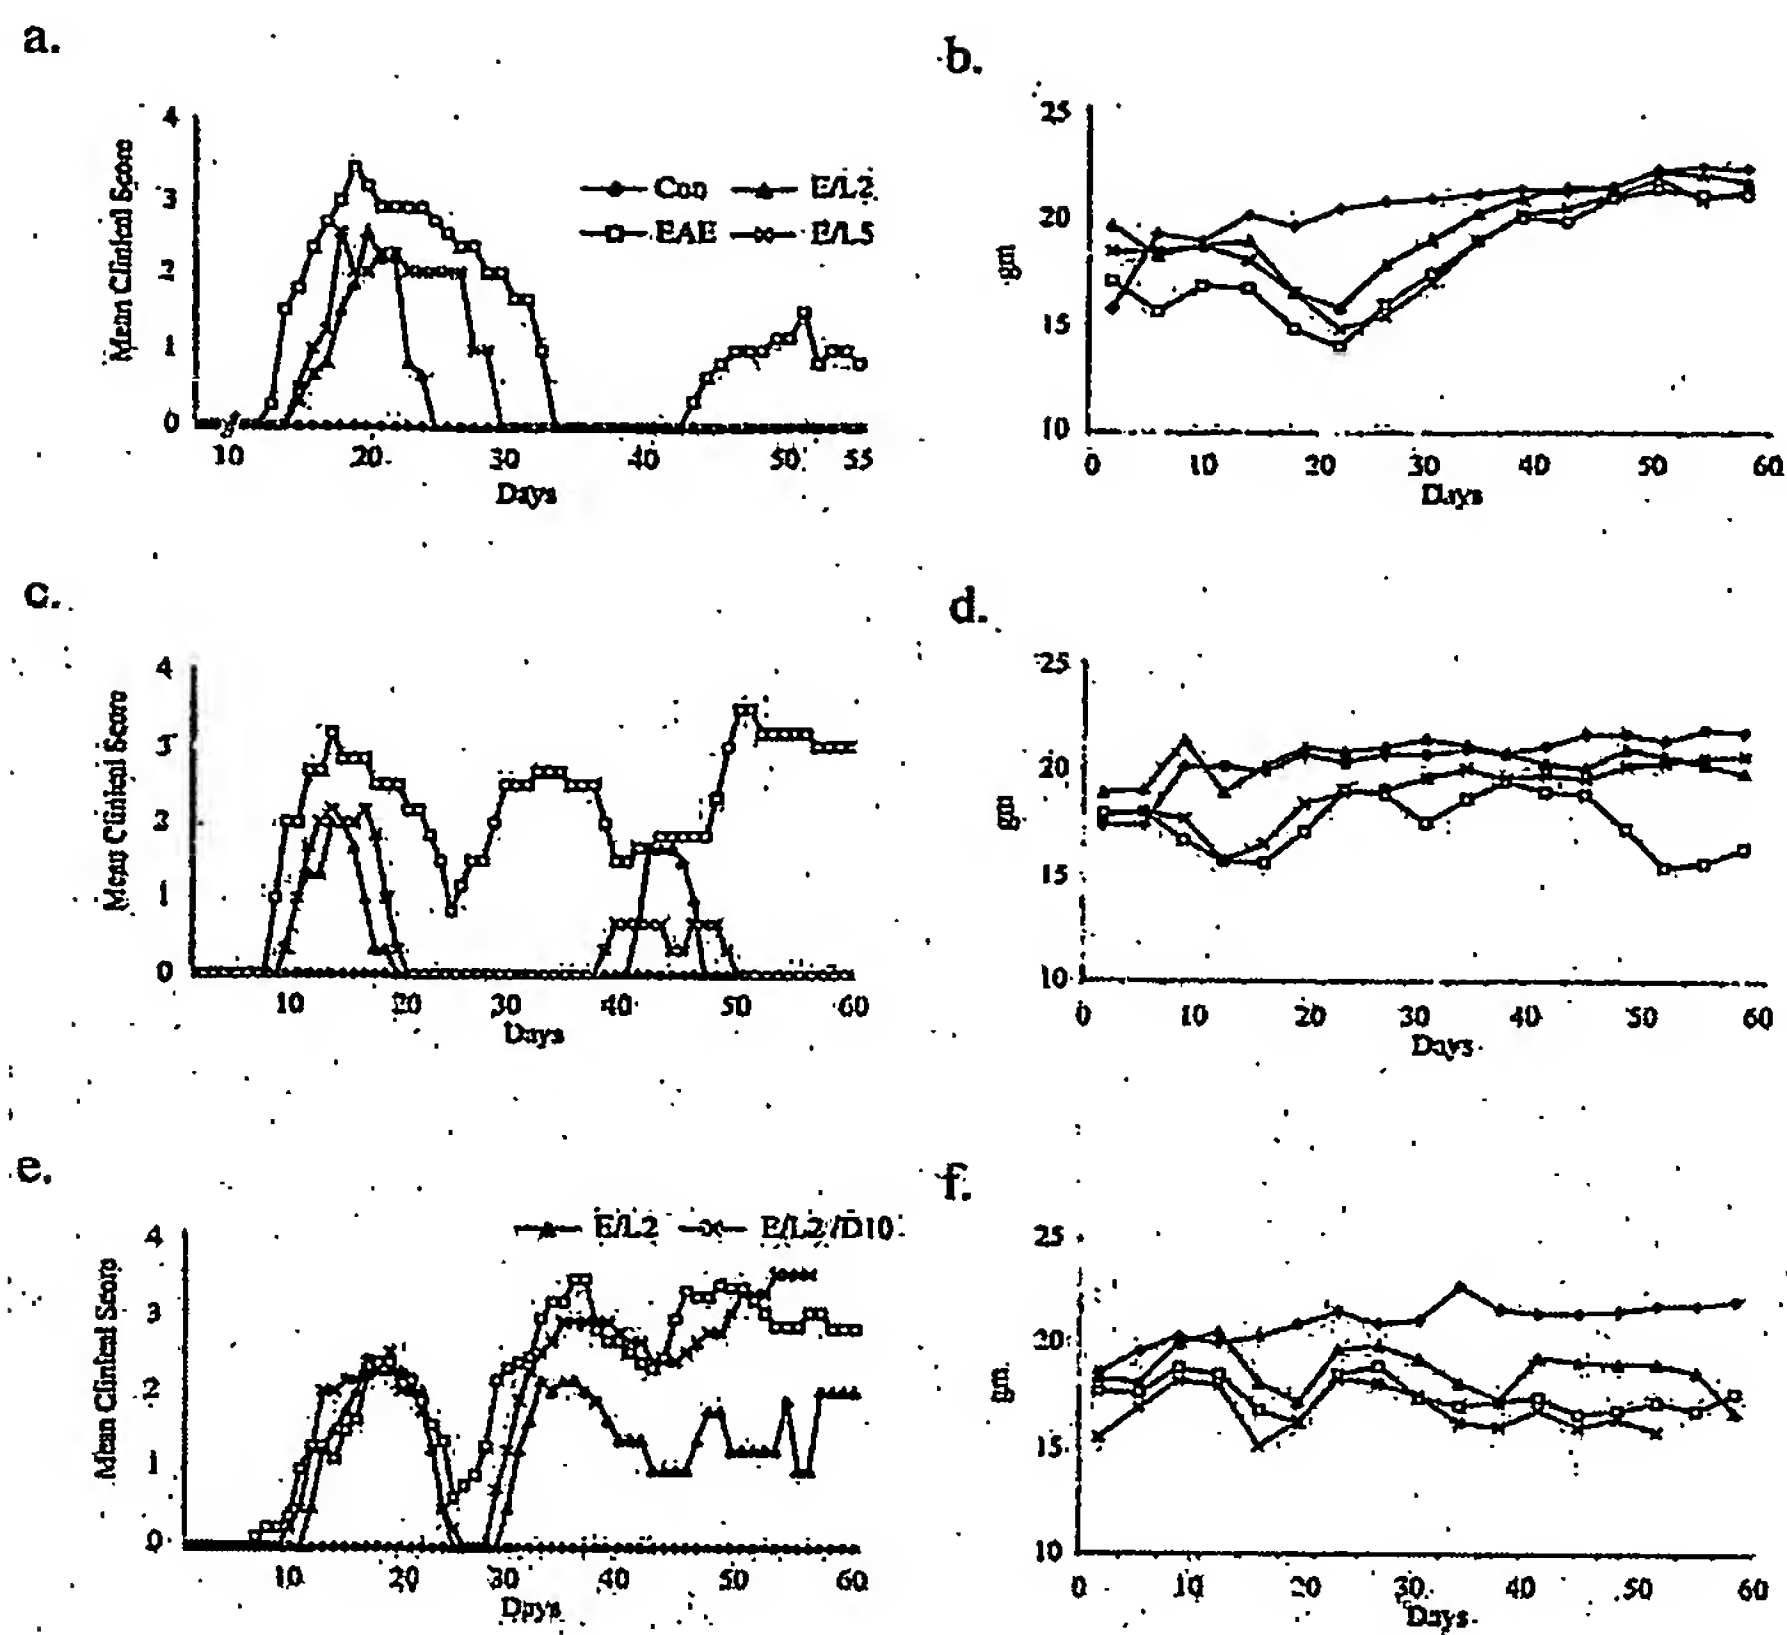 a.
4
3
2
1
0
Mean Clinical Score
Con E/L2
EAE E/L5
10 20 30 40 50 55
Days
b.
25
20
15
10
gm
0 10 20 30 40 50 60
Days
c.
4
3
2
1
0
Mean Clinical Score
10 20 30 40 50 60
Days
d.
25
20
15
10
gm
0 10 20 30 40 50 60
Days
e.
E/L2 E/L2/D10
4
3
2
1
0
Mean Clinical Score
10 20 30 40 50 60
Days
f.
25
20
15
10
gm
0 10 20 30 40 50 60
Days